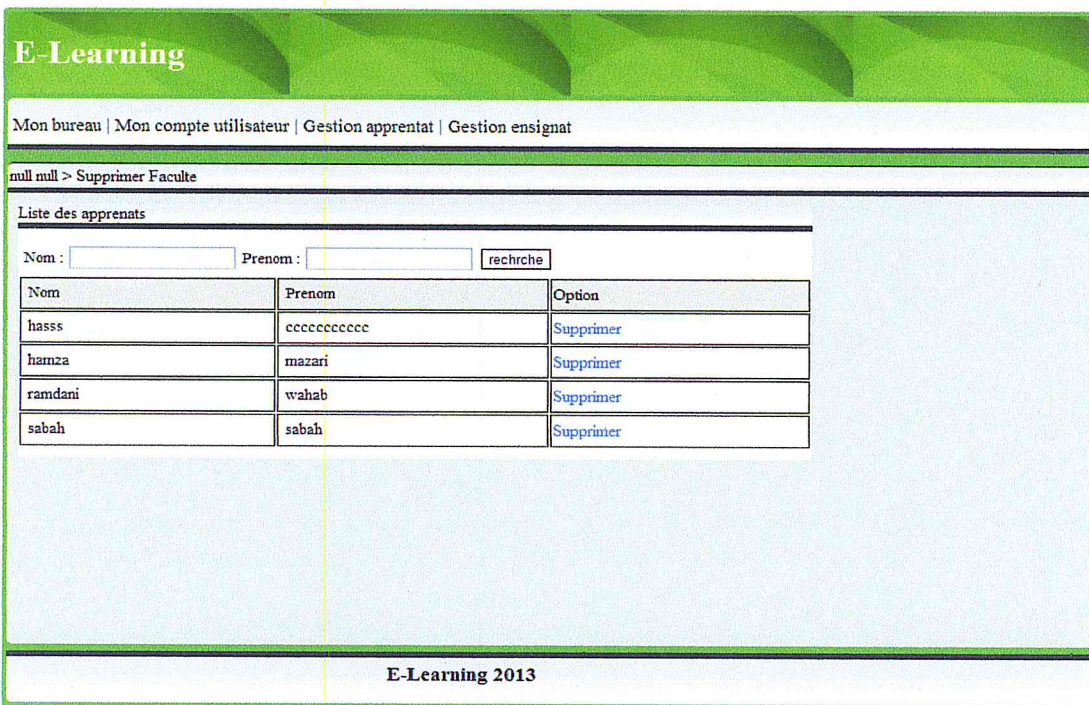 E-Learning
Mon bureau | Mon compte utilisateur | Gestion apprentat | Gestion ensignat
null null > Supprimer Faculte
Liste des apprenats
Nom : Prenom : rechrche
Nom Prenom Option
hasss ccccccccccc Supprimer
hamza mazari Supprimer
ramdani wahab Supprimer
sabah sabah Supprimer
E-Learning 2013